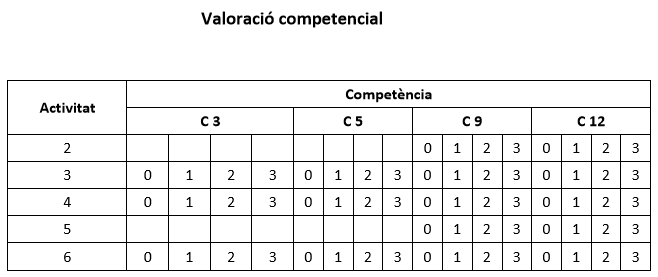 Valoració competencial
Activitat Competència
C 3 C 5 C 9 C 12
2 0 1 2 3 0 1 2 3
3 0 1 2 3 0 1 2 3 0 1 2 3 0 1 2 3
4 0 1 2 3 0 1 2 3 0 1 2 3 0 1 2 3
5 0 1 2 3 0 1 2 3
6 0 1 2 3 0 1 2 3 0 1 2 3 0 1 2 3